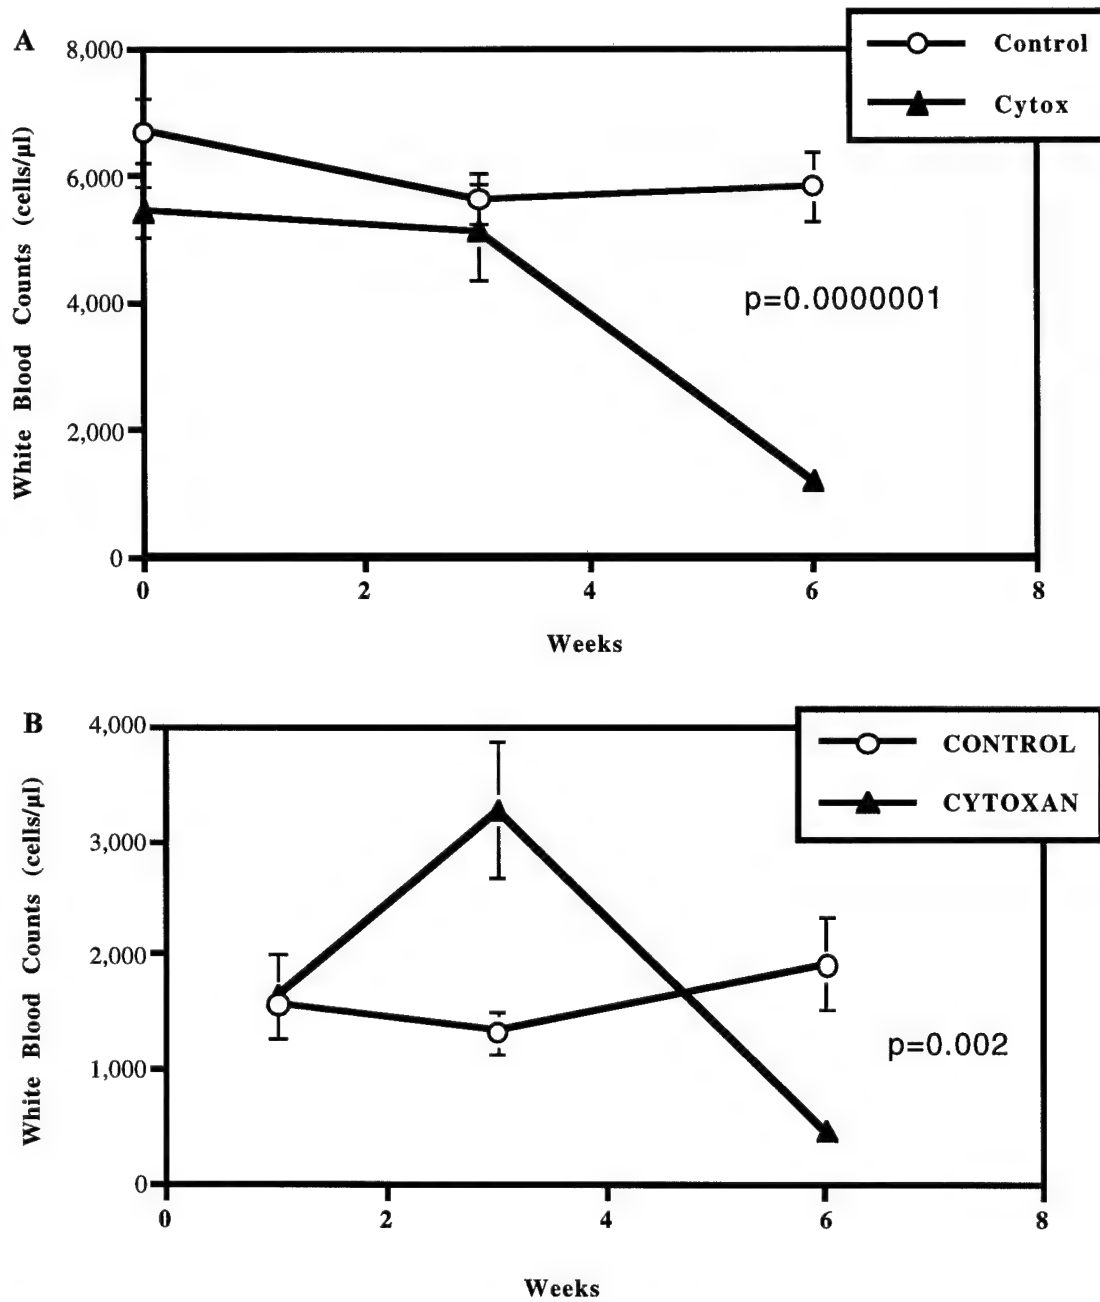 A
Control
Cytox
8,000
6,000
4,000
2,000
0
White Blood Counts (cells/µl)
p=0.0000001
0 2 4 6 8
Weeks
B
CONTROL
CYTOXAN
4,000
3,000
2,000
1,000
0
White Blood Counts (cells/µl)
p=0.002
0 2 4 6 8
Weeks